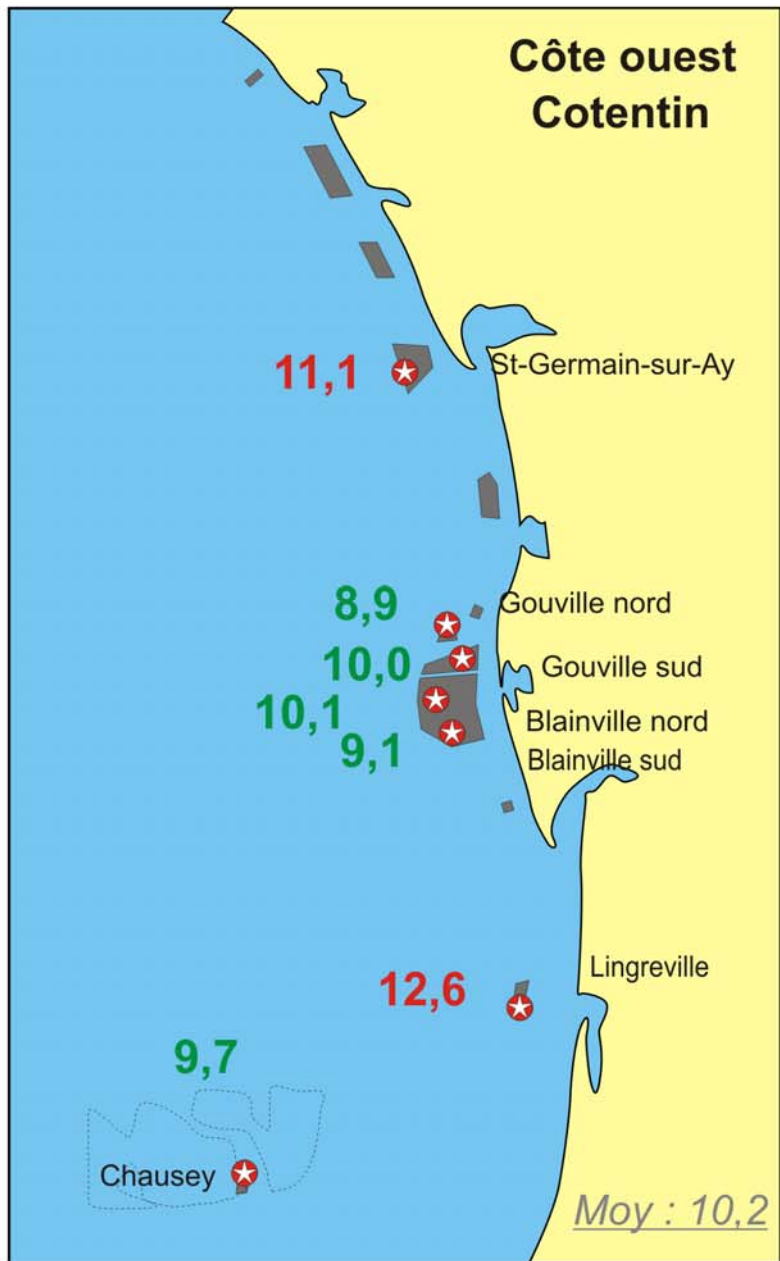 Côte ouest
Cotentin
11,1
St-Germain-sur-Ay
8,9
Gouville nord
10,0
Gouville sud
10,1
Blainville nord
9,1
Blainville sud
Lingreville
12,6
9,7
Chausey
Moy : 10,2